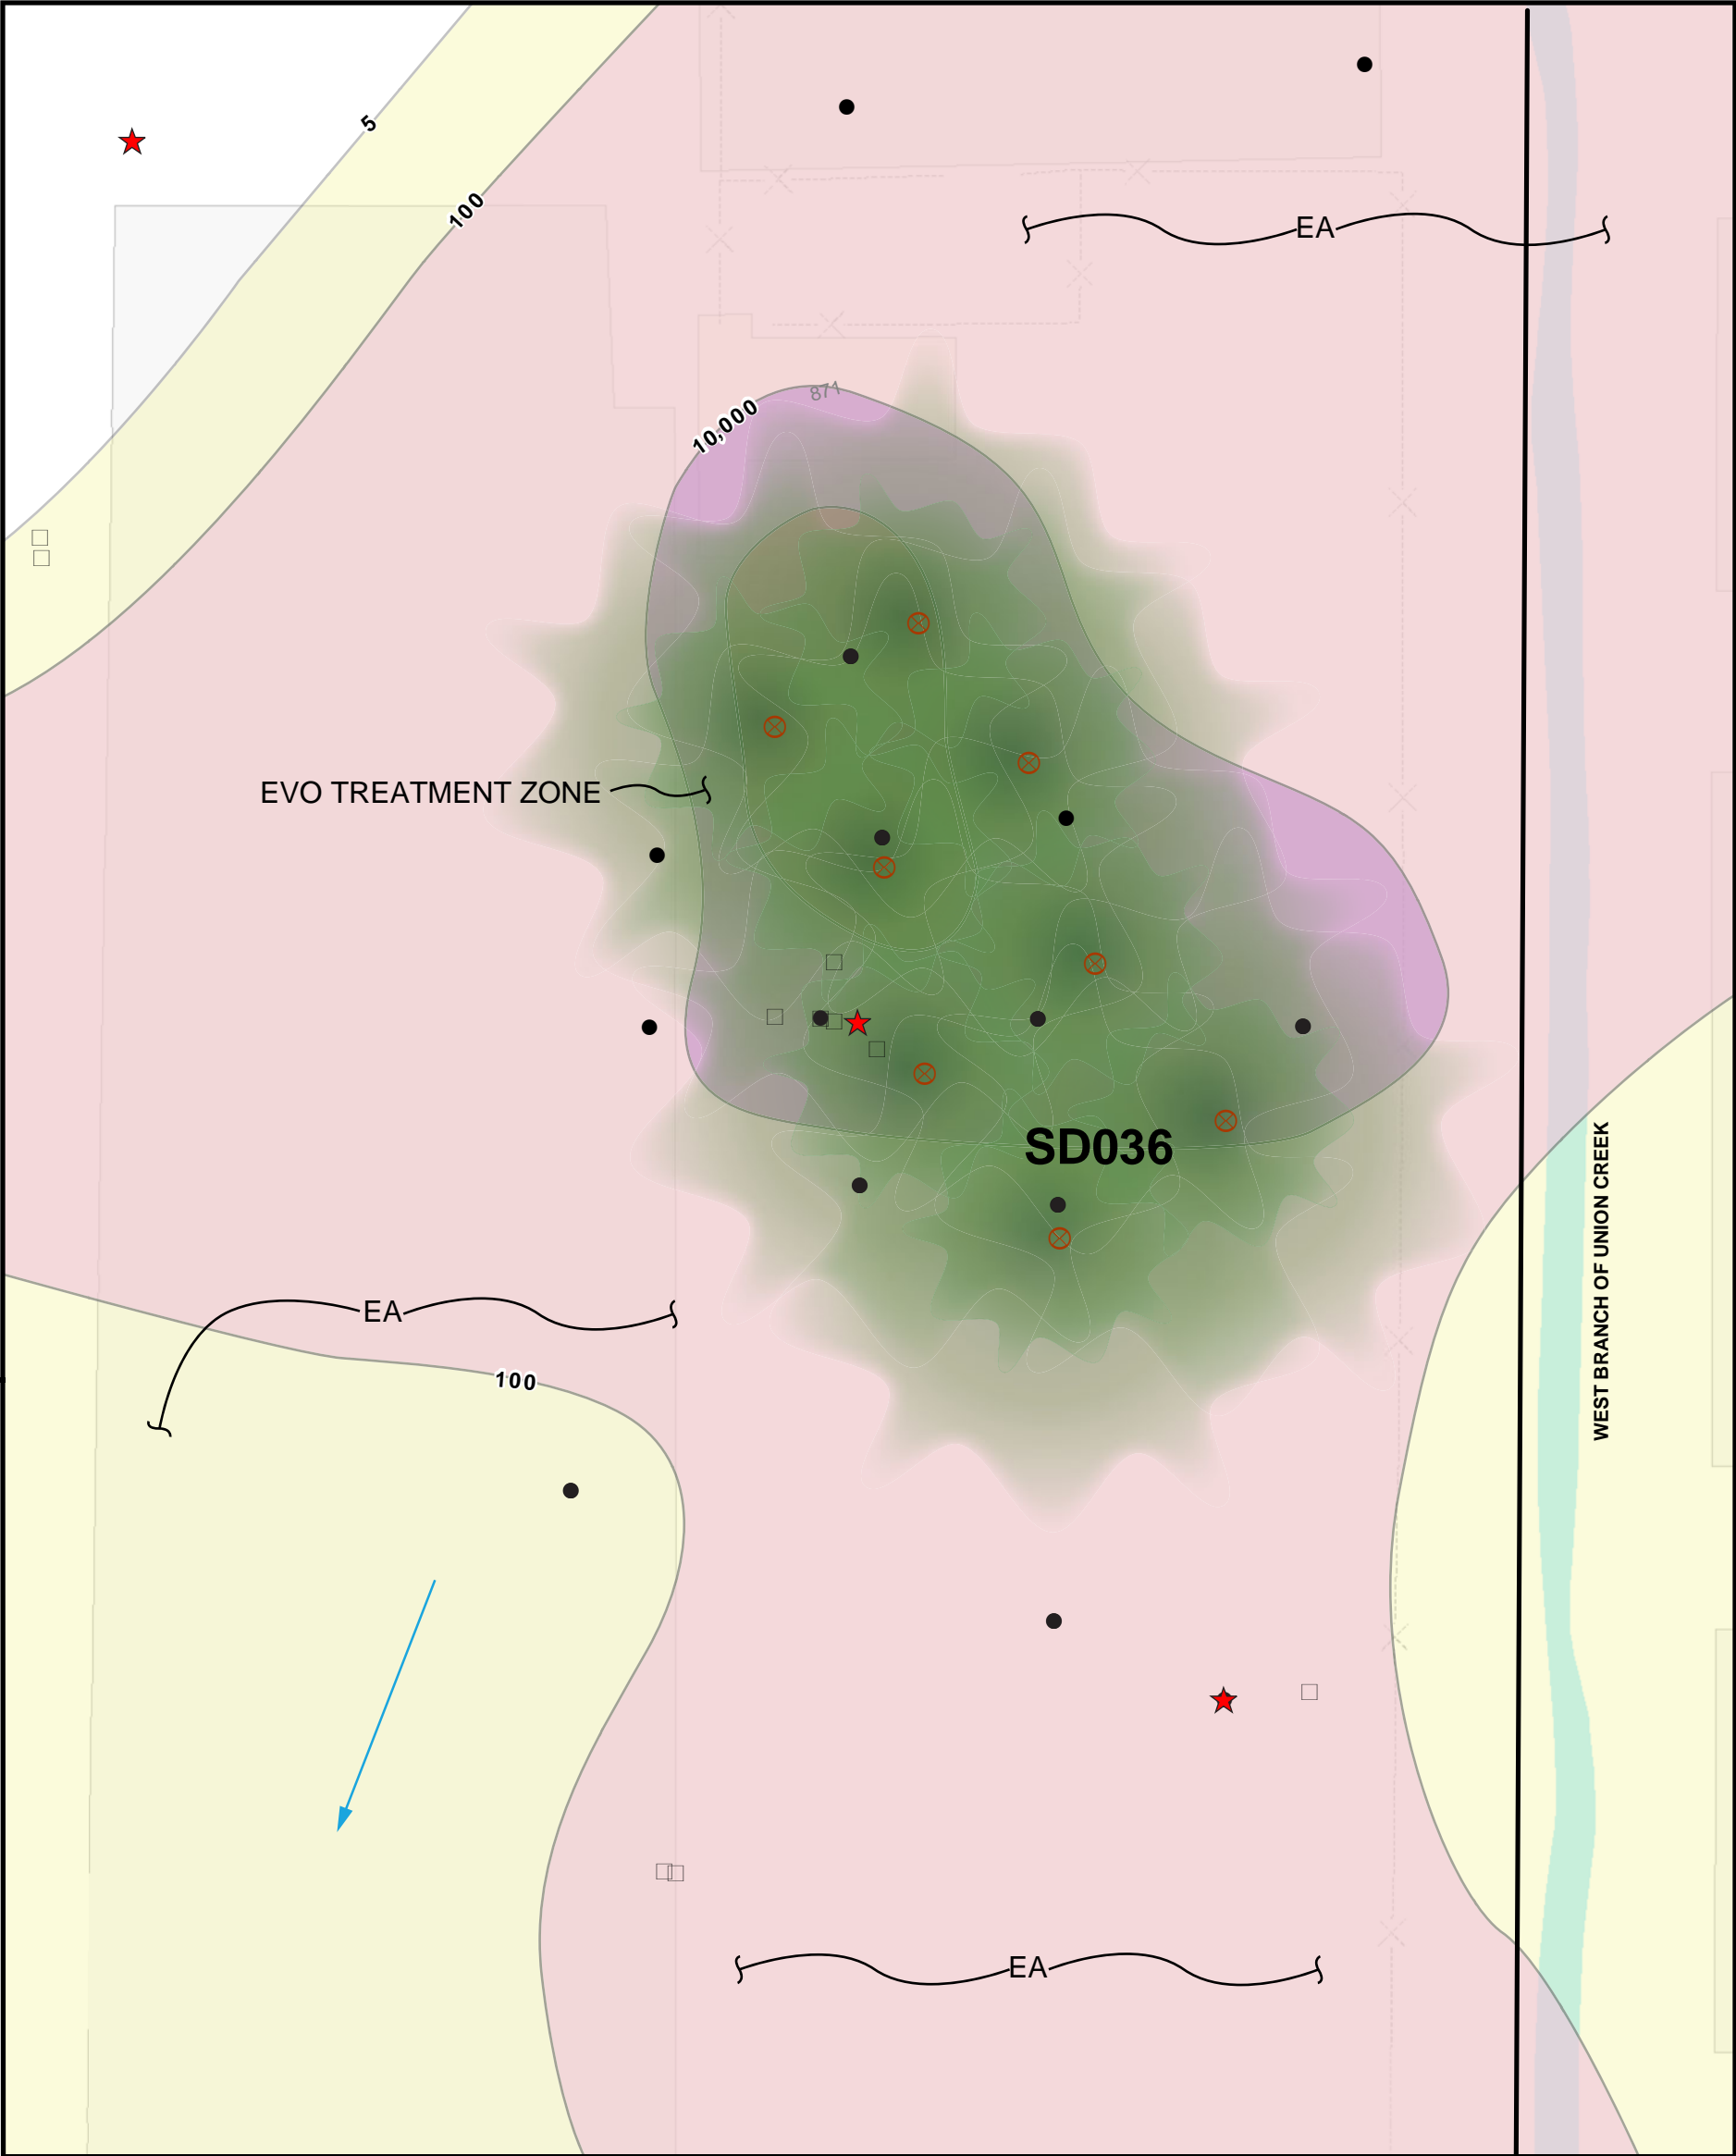 5
100
EA
871
10,000
EVO TREATMENT ZONE
SD036
WEST BRANCH OF UNION CREEK
EA
100
EA